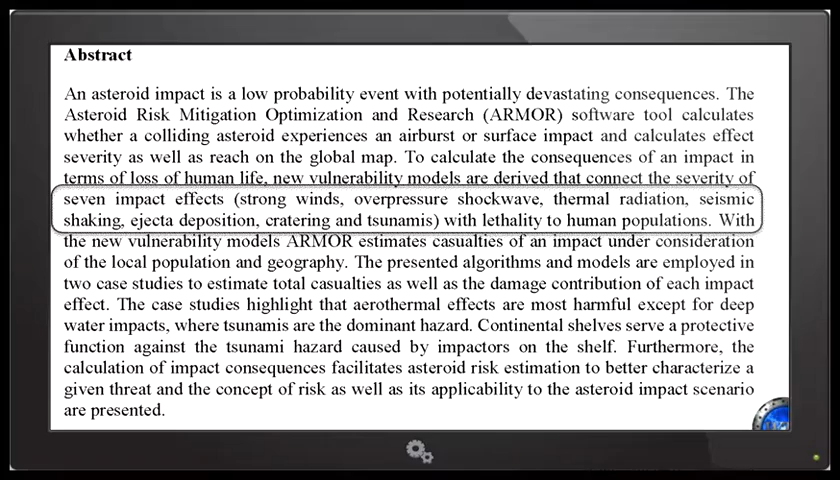 Abstract
An asteroid impact is a low probability event with potentially devastating consequences. The
Asteroid Risk Mitigation Optimization and Research (ARMOR) software tool calculates
whether a colliding asteroid experiences an airburst or surface impact and calculates effect
severity as well as reach on the global map. To calculate the consequences of an impact in
terms of loss of human life, new vulnerability models are derived that connect the severity of
seven impact effects (strong winds, overpressure shockwave, thermal radiation, seismic
shaking, ejecta deposition, cratering and tsunamis) with lethality to human populations. With
the new vulnerability models ARMOR estimates casualties of an impact under consideration
of the local population and geography. The presented algorithms and models are employed in
two case studies to estimate total casualties as well as the damage contribution of each impact
effect. The case studies highlight that aerothermal effects are most harmful except for deep
water impacts, where tsunamis are the dominant hazard. Continental shelves serve a protective
function against the tsunami hazard caused by impactors on the shelf. Furthermore, the
calculation of impact consequences facilitates asteroid risk estimation to better characterize a
given threat and the concept of risk as well as its applicability to the asteroid impact scenario
are presented.